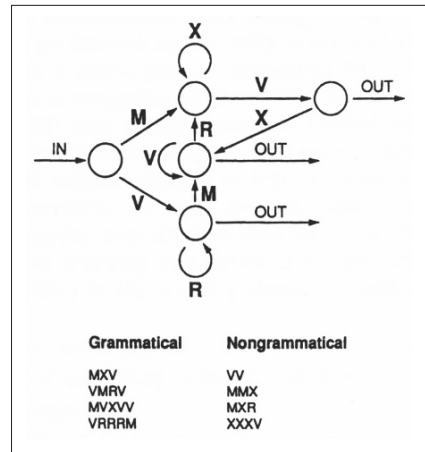 X
V
OUT
M
X
R
IN
V
OUT
M
V
OUT
R
Grammatical Nongrammatical
MXV VV
VMRV MMX
MVXVV MXR
VRRRM XXXV